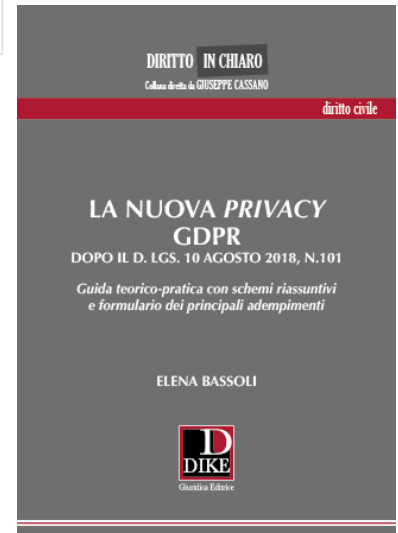 DIRITTO IN CHIARO
Collana diretta da GIUSEPPE CASSANO
diritto civile
LA NUOVA PRIVACY
GDPR
DOPO IL D. LGS. 10 AGOSTO 2018, N.101
Guida teorico-pratica con schemi riassuntivi
e formulario dei principali adempimenti
ELENA BASSOLI
D
DIKE
Giuridica Editrice